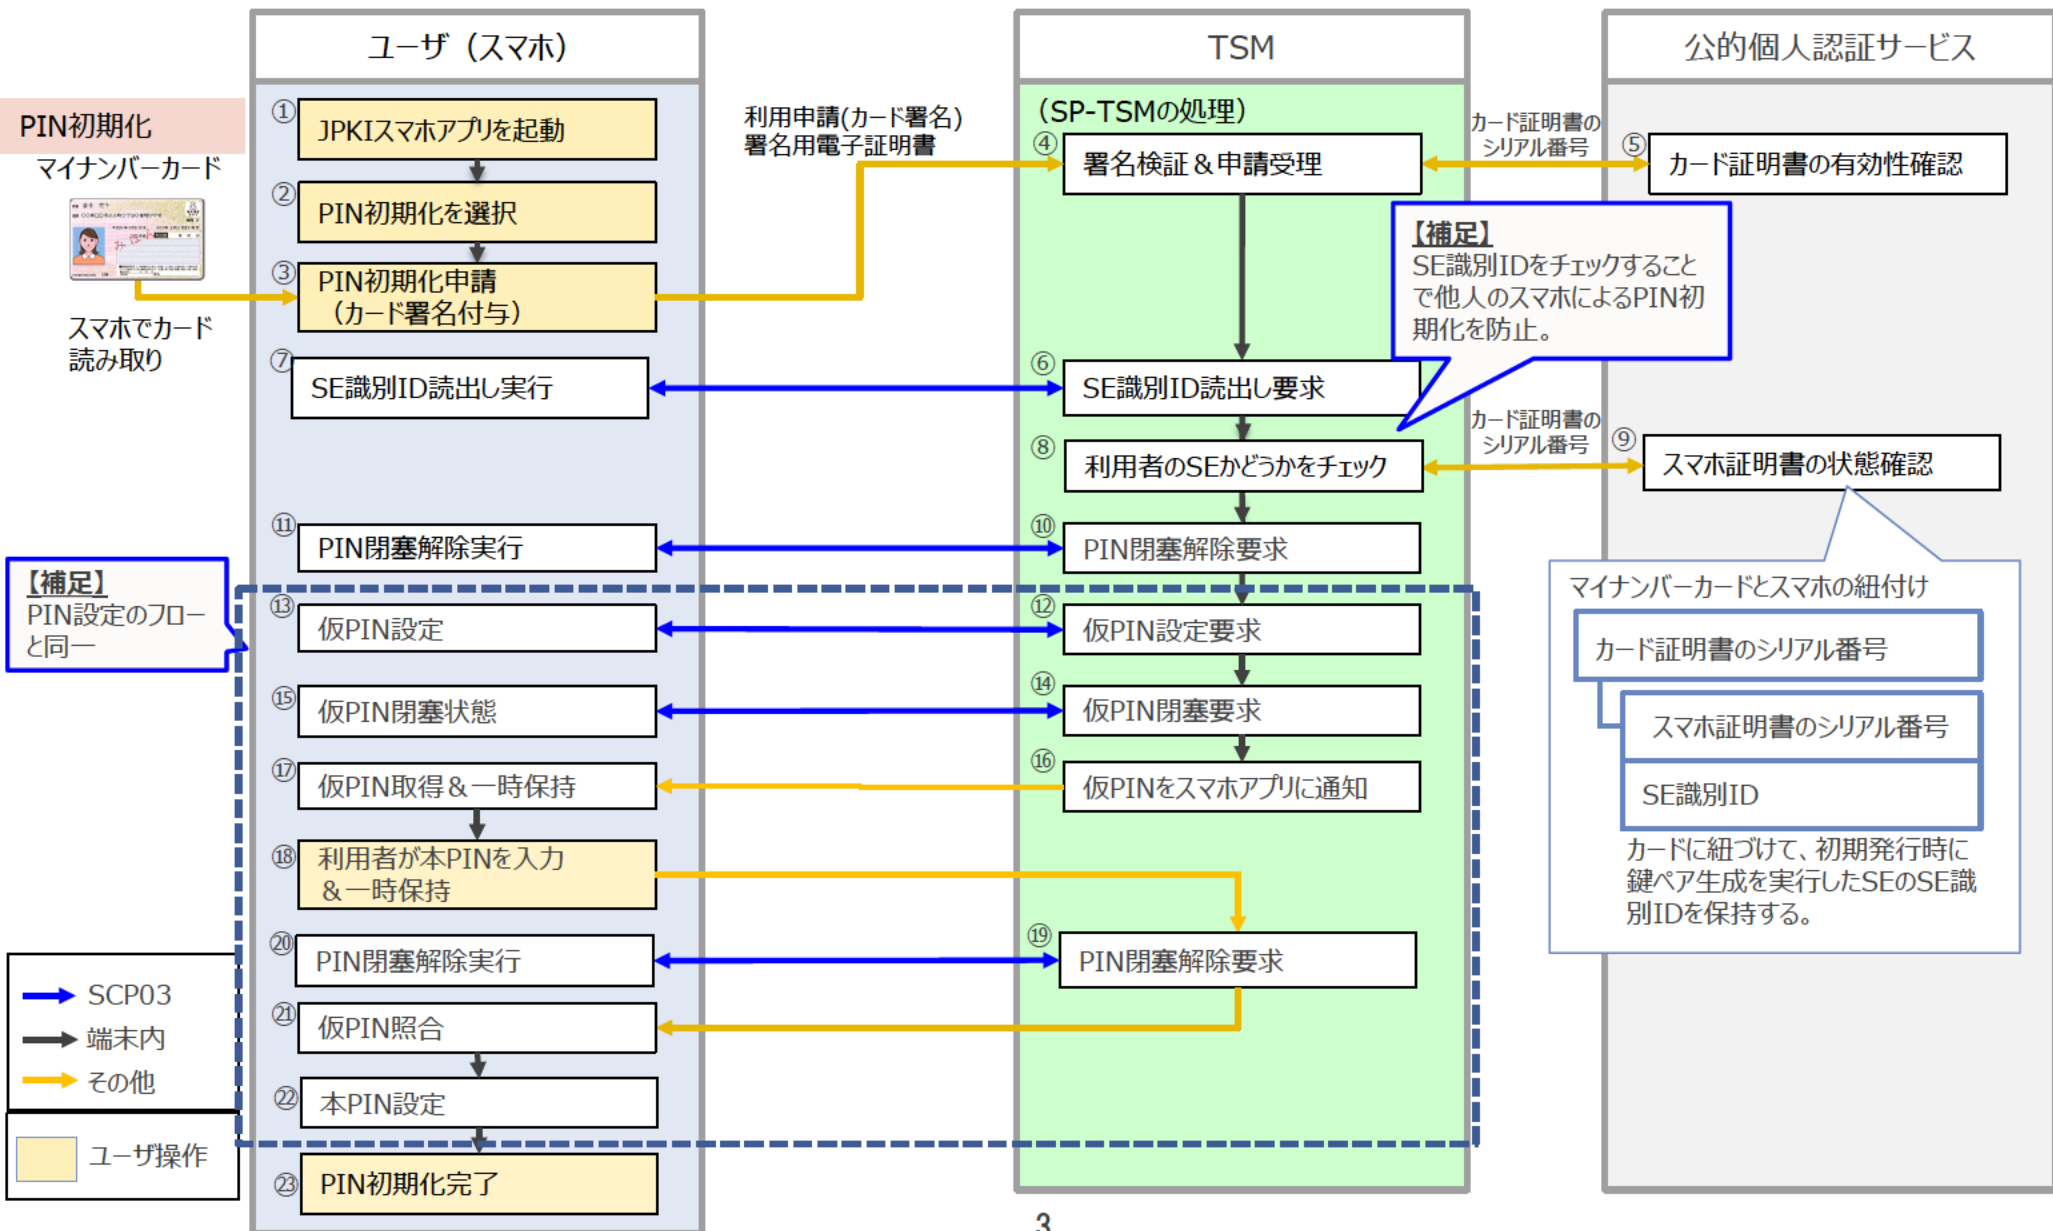 ユーザ（スマホ）
TSM
公的個人認証サービス
PIN初期化
マイナンバーカード
スマホでカード
読み取り
①
JPKIスマホアプリを起動
②
PIN初期化を選択
③
PIN初期化申請
（カード署名付与）
利用申請(カード署名)
署名用電子証明書
（SP-TSMの処理）
④
署名検証＆申請受理
カード証明書の
シリアル番号
⑤
カード証明書の有効性確認
【補足】
SE識別IDをチェックすること
で他人のスマホによるPIN初
期化を防止。
⑦
SE識別ID読出し実行
⑥
SE識別ID読出し要求
⑧
利用者のSEかどうかをチェック
カード証明書の
シリアル番号
⑨
スマホ証明書の状態確認
⑪
PIN閉塞解除実行
⑩
PIN閉塞解除要求
【補足】
PIN設定のフロー
と同一
⑬
仮PIN設定
⑫
仮PIN設定要求
⑮
仮PIN閉塞状態
⑭
仮PIN閉塞要求
⑰
仮PIN取得＆一時保持
⑯
仮PINをスマホアプリに通知
⑱
利用者が本PINを入力
＆一時保持
⑳
PIN閉塞解除実行
⑲
PIN閉塞解除要求
㉑
仮PIN照合
㉒
本PIN設定
㉓
PIN初期化完了
マイナンバーカードとスマホの紐付け
カード証明書のシリアル番号
スマホ証明書のシリアル番号
SE識別ID
カードに紐づけて、初期発行時に
鍵ペア生成を実行したSEのSE識
別IDを保持する。
SCP03
端末内
その他
ユーザ操作
3